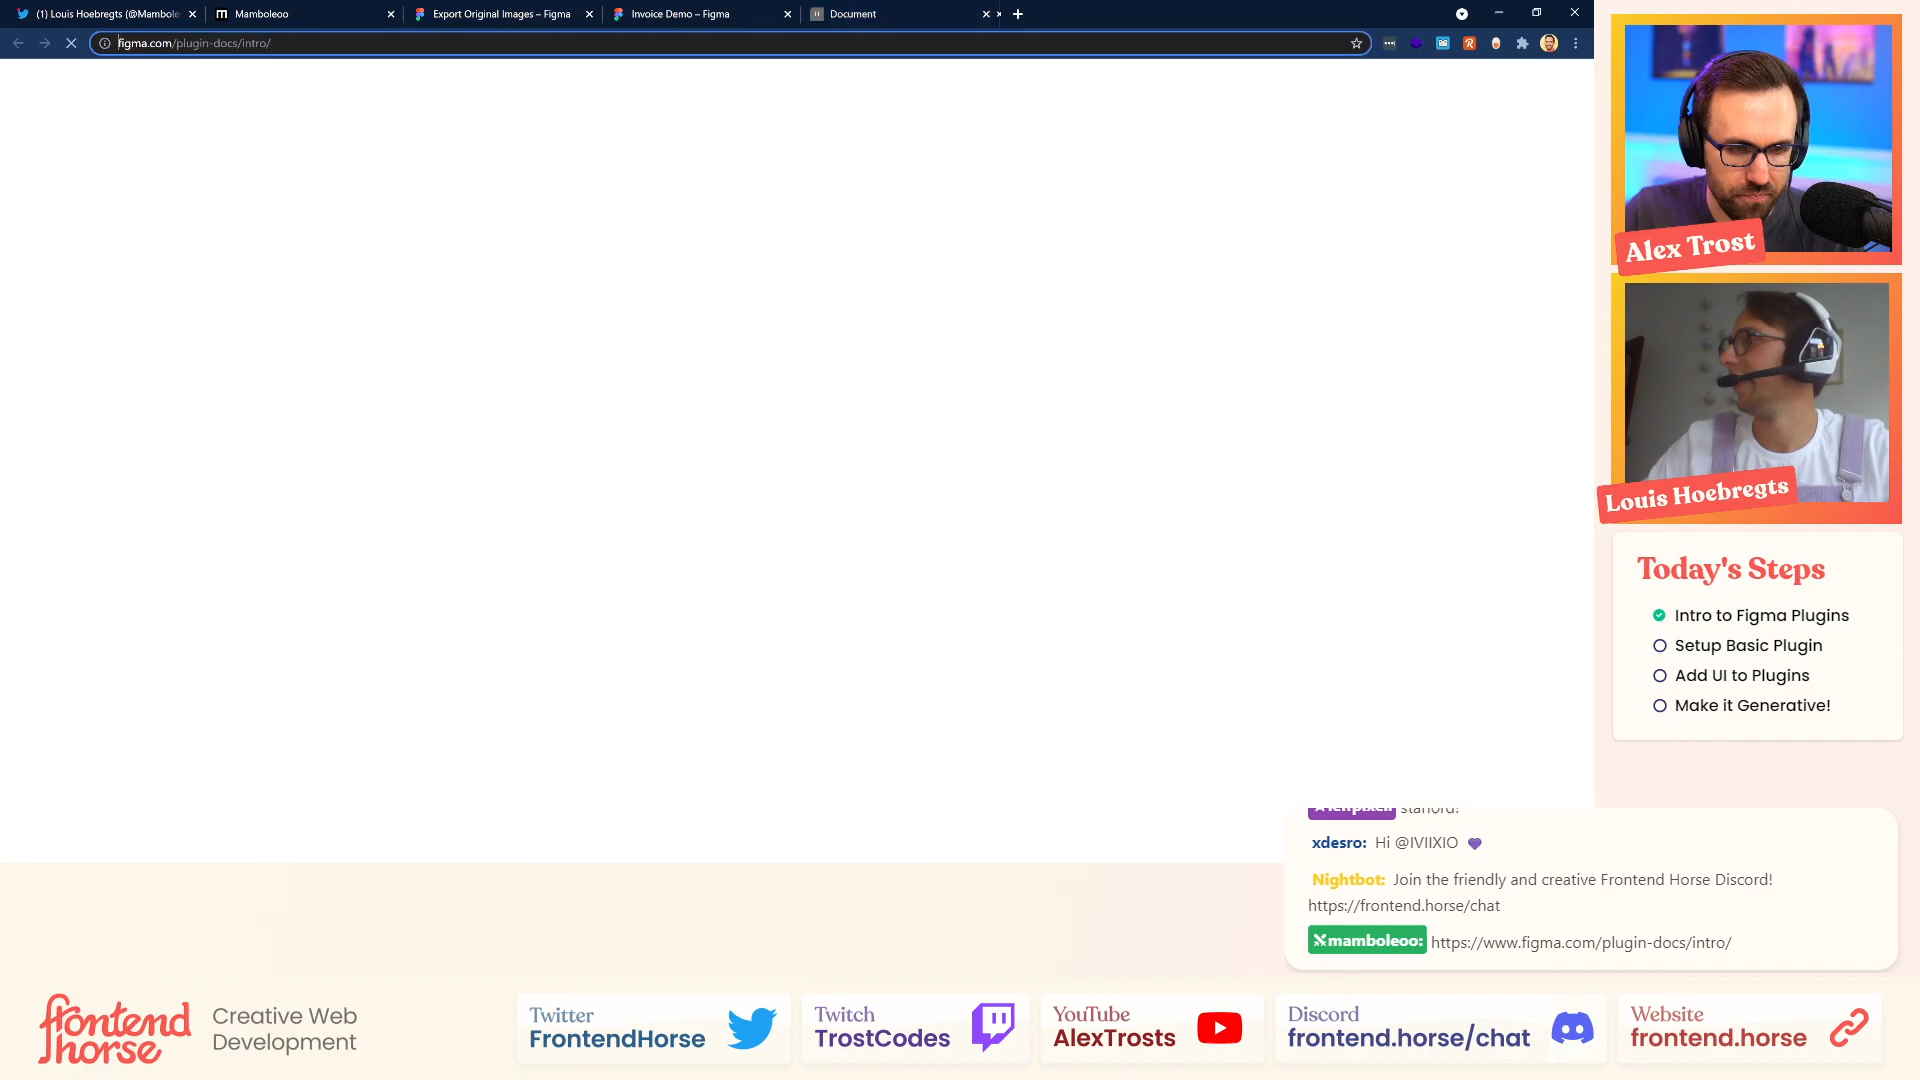 (1) Louis Hoebregts (@Mambole
Mamboleoo
Export Original Images – Figma
Invoice Demo – Figma
Document
figma.com/plugin-docs/intro/
Alex Trost
Louis Hoebregts
Today's Steps
Intro to Figma Plugins
Setup Basic Plugin
Add UI to Plugins
Make it Generative!
xdesro: Hi @IVIIXIO
Nightbot: Join the friendly and creative Frontend Horse Discord!
https://frontend.horse/chat
mamboleoo: https://www.figma.com/plugin-docs/intro/
frontend
horse
Creative Web
Development
Twitter
FrontendHorse
Twitch
TrostCodes
YouTube
AlexTrosts
Discord
frontend.horse/chat
Website
frontend.horse